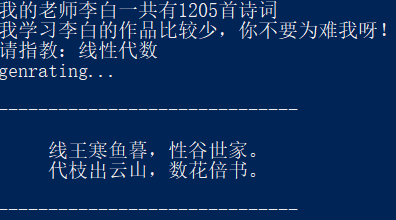 我的老师李白一共有1205首诗词
我学习李白的作品比较少，你不要为难我呀！
请指教：线性代数
genrating...
------------------------------
线王寒鱼暮，性谷世家。
代枝出云山，数花倍书。
------------------------------